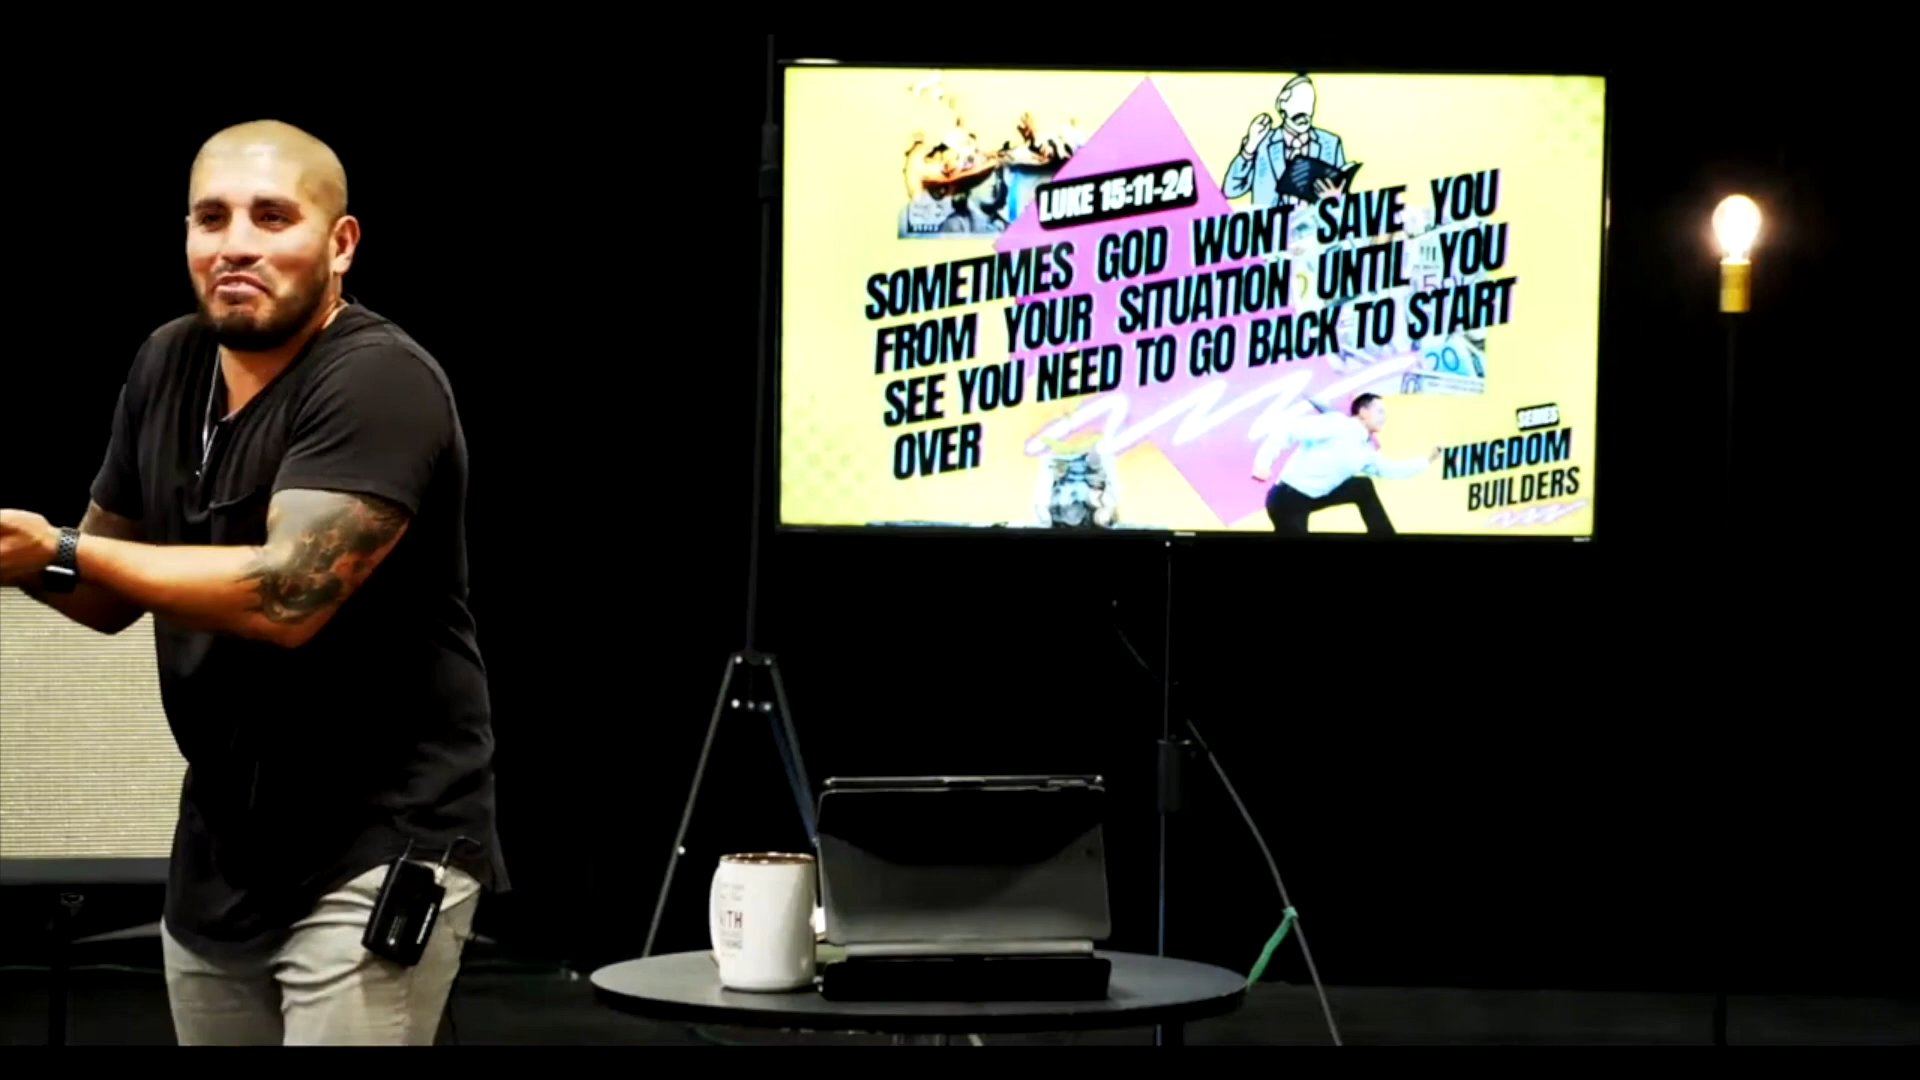 LUKE 15:11-24
SOMETIMES GOD WONT SAVE YOU
FROM YOUR SITUATION UNTIL YOU
SEE YOU NEED TO GO BACK TO START
OVER
SERIES
KINGDOM
BUILDERS
20